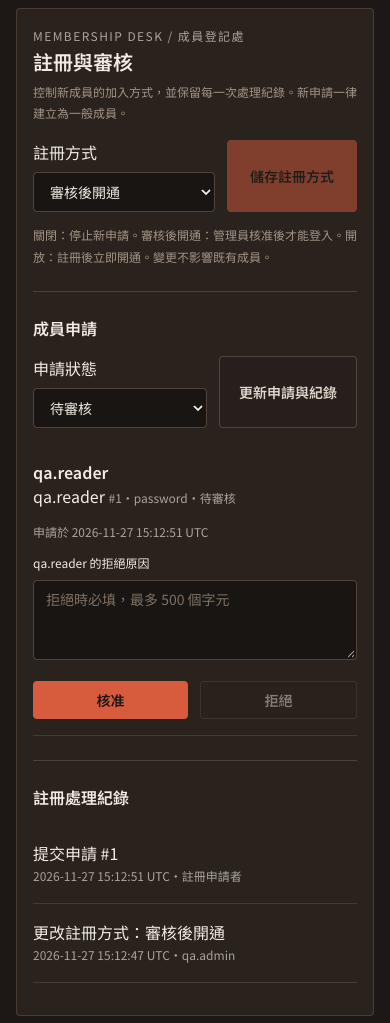 MEMBERSHIP DESK / 成員登記處
註冊與審核
控制新成員的加入方式，並保留每一次處理紀錄。新申請一律
建立為一般成員。
註冊方式
審核後開通
儲存註冊方式
關閉：停止新申請。審核後開通：管理員核准後才能登入。開
放：註冊後立即開通。變更不影響既有成員。
成員申請
申請狀態
待審核
更新申請與紀錄
qa.reader
qa.reader #1・password・待審核
申請於 2026-11-27 15:12:51 UTC
qa.reader 的拒絕原因
拒絕時必填，最多 500 個字元
核准
拒絕
註冊處理紀錄
提交申請 #1
2026-11-27 15:12:51 UTC・註冊申請者
更改註冊方式：審核後開通
2026-11-27 15:12:47 UTC・qa.admin